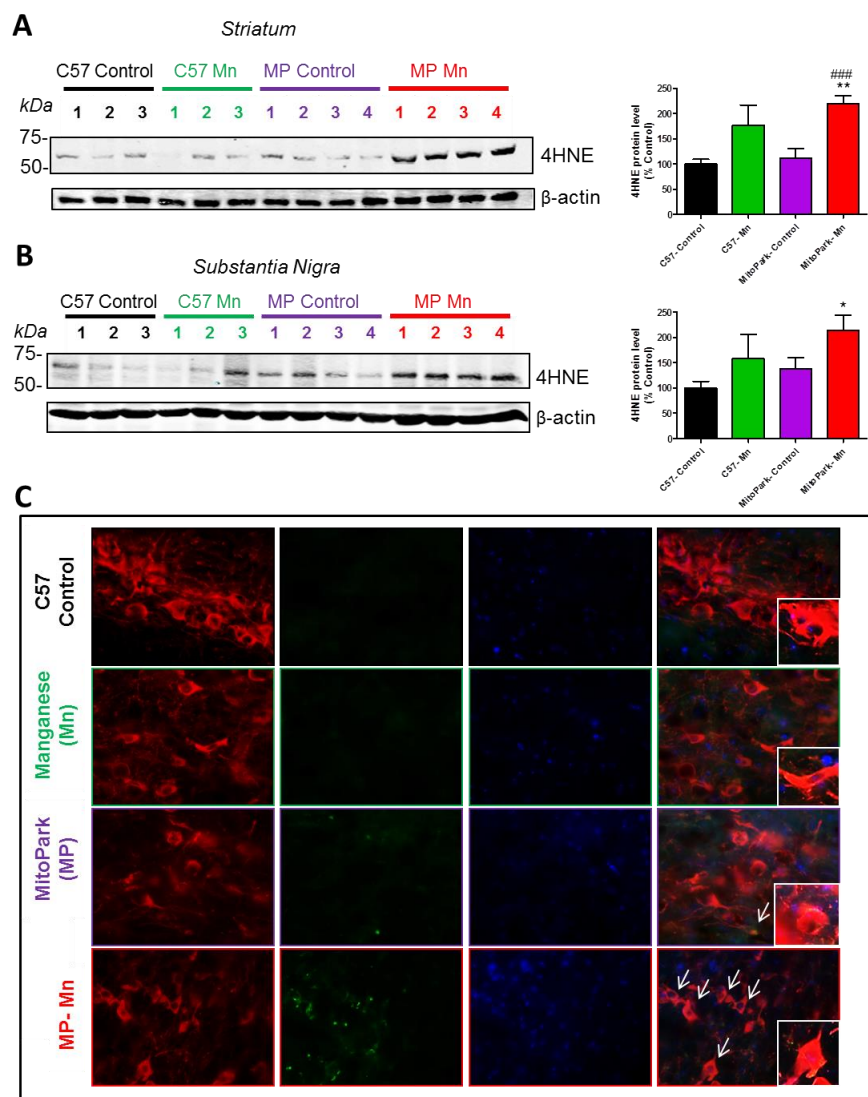 A
Striatum
C57 Control C57 Mn MP Control MP Mn
kDa 1 2 3 1 2 3 1 2 3 4 1 2 3 4
75-
50-
4HNE
β-actin
###
**
4HNE protein level
(% Control)
250
200
150
100
50
0
C57- Control
C57- Mn
MitoPark- Control
MitoPark- Mn
B
Substantia Nigra
C57 Control C57 Mn MP Control MP Mn
kDa 1 2 3 1 2 3 1 2 3 4 1 2 3 4
75-
50-
4HNE
β-actin
*
4HNE protein level
(% Control)
250
200
150
100
50
0
C57- Control
C57- Mn
MitoPark- Control
MitoPark- Mn
C
C57
Control
Manganese
(Mn)
MitoPark
(MP)
MP- Mn